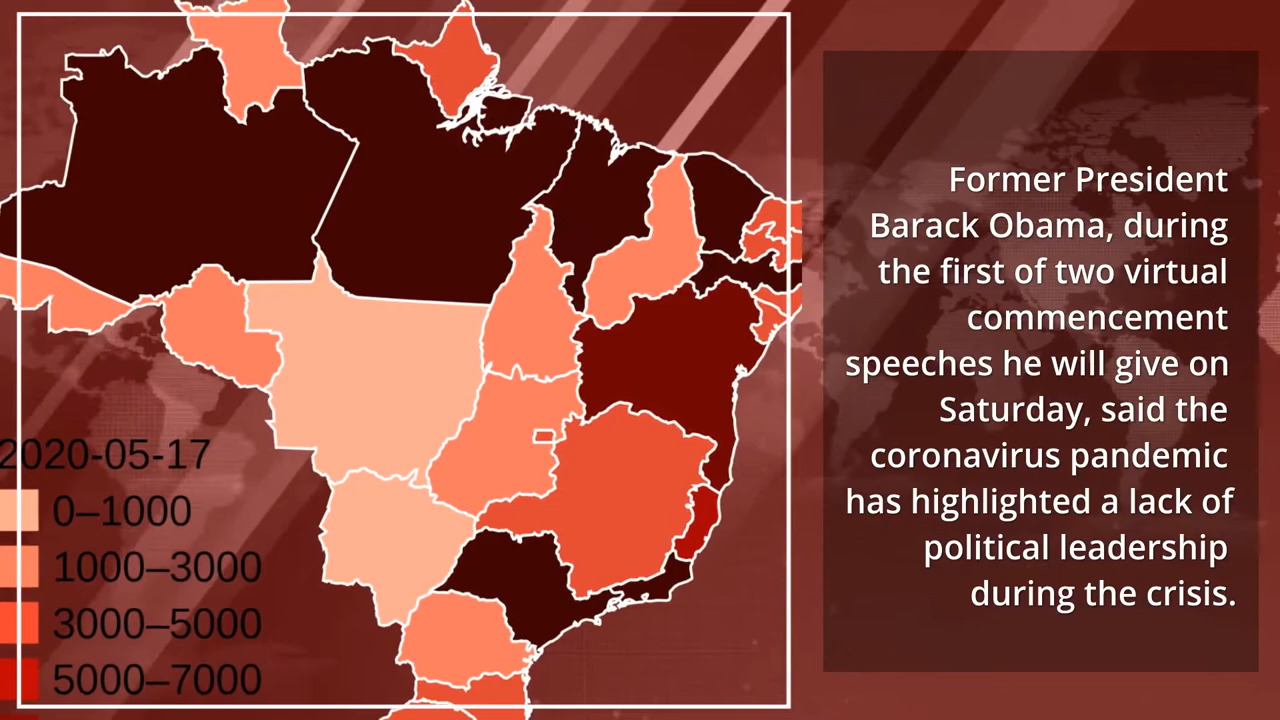 2020-05-17
0–1000
1000–3000
3000–5000
5000–7000
Former President
Barack Obama, during
the first of two virtual
commencement
speeches he will give on
Saturday, said the
coronavirus pandemic
has highlighted a lack of
political leadership
during the crisis.